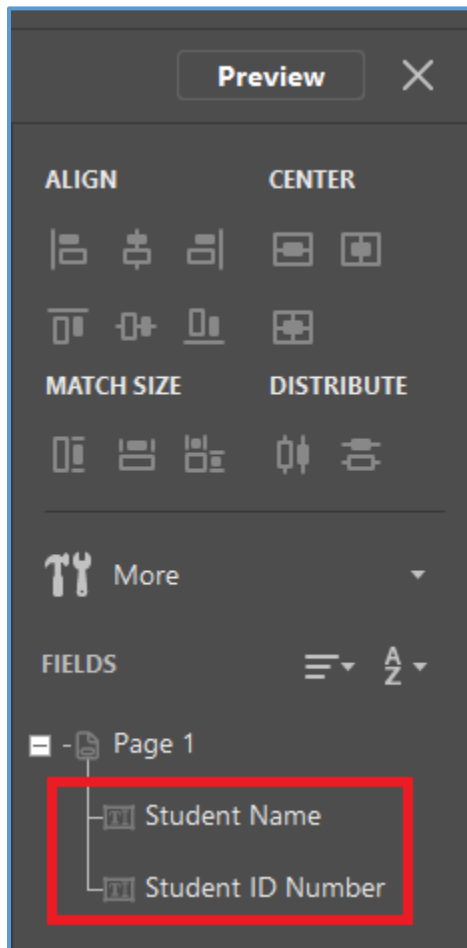 Preview
ALIGN CENTER
MATCH SIZE DISTRIBUTE
More
FIELDS
Page 1
Student Name
Student ID Number